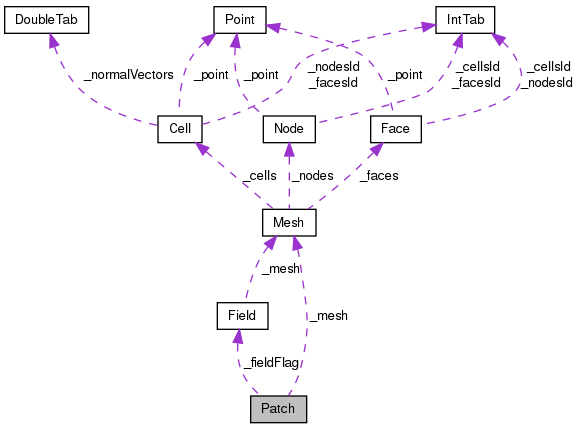 DoubleTab
Point
IntTab
_normalVectors
_point
_point
_nodesId
_facesId
_point
_cellsId
_facesId
_cellsId
_nodesId
Cell
Node
Face
_cells
_nodes
_faces
Mesh
_mesh
Field
_mesh
_fieldFlag
Patch